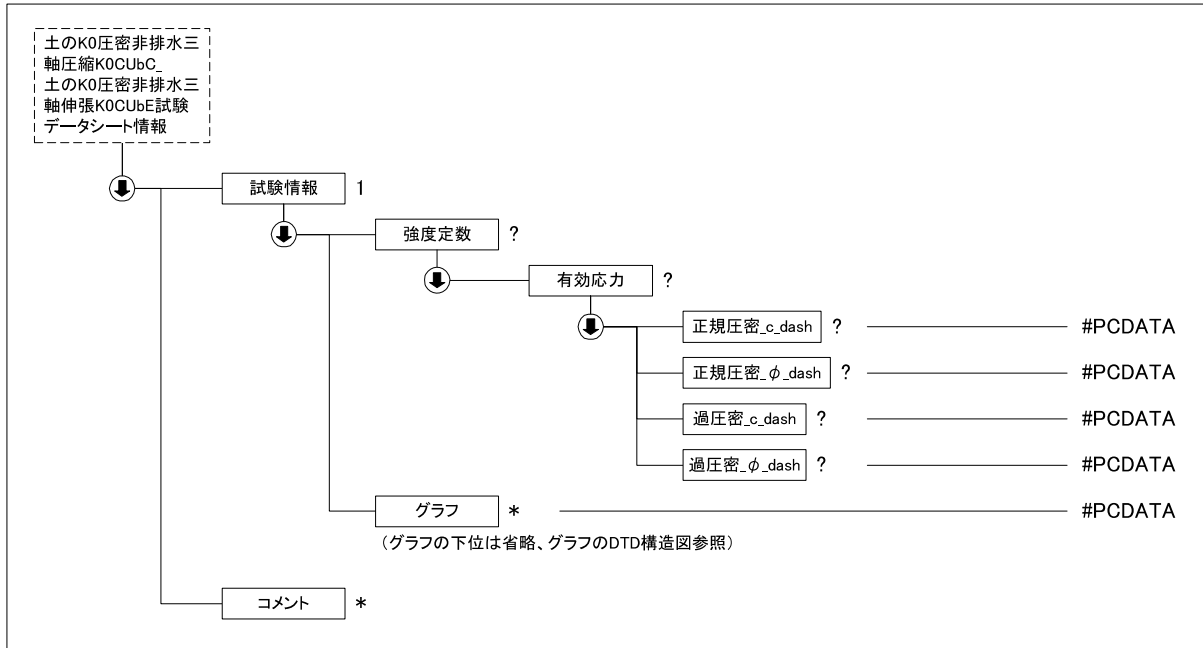 土のK0圧密非排水三
軸圧縮K0CUbC_
土のK0圧密非排水三
軸伸張K0CUbE試験
データシート情報
試験情報 1
強度定数 ?
有効応力 ?
正規圧密_c_dash ? #PCDATA
正規圧密_φ_dash ? #PCDATA
過圧密_c_dash ? #PCDATA
過圧密_φ_dash ? #PCDATA
グラフ * #PCDATA
（グラフの下位は省略、グラフのDTD構造図参照）
コメント *